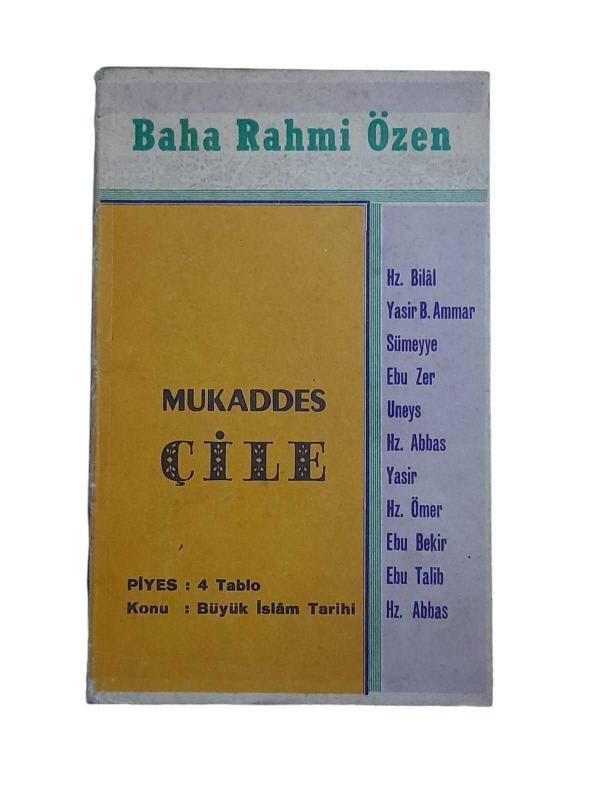 Baha Rahmi Özen
MUKADDES
ÇİLE
PİYES : 4 Tablo
Konu : Büyük İslâm Tarihi
Hz. Bilâl
Yasir B. Ammar
Sümeyye
Ebu Zer
Uneys
Hz. Abbas
Yasir
Hz. Ömer
Ebu Bekir
Ebu Talib
Hz. Abbas